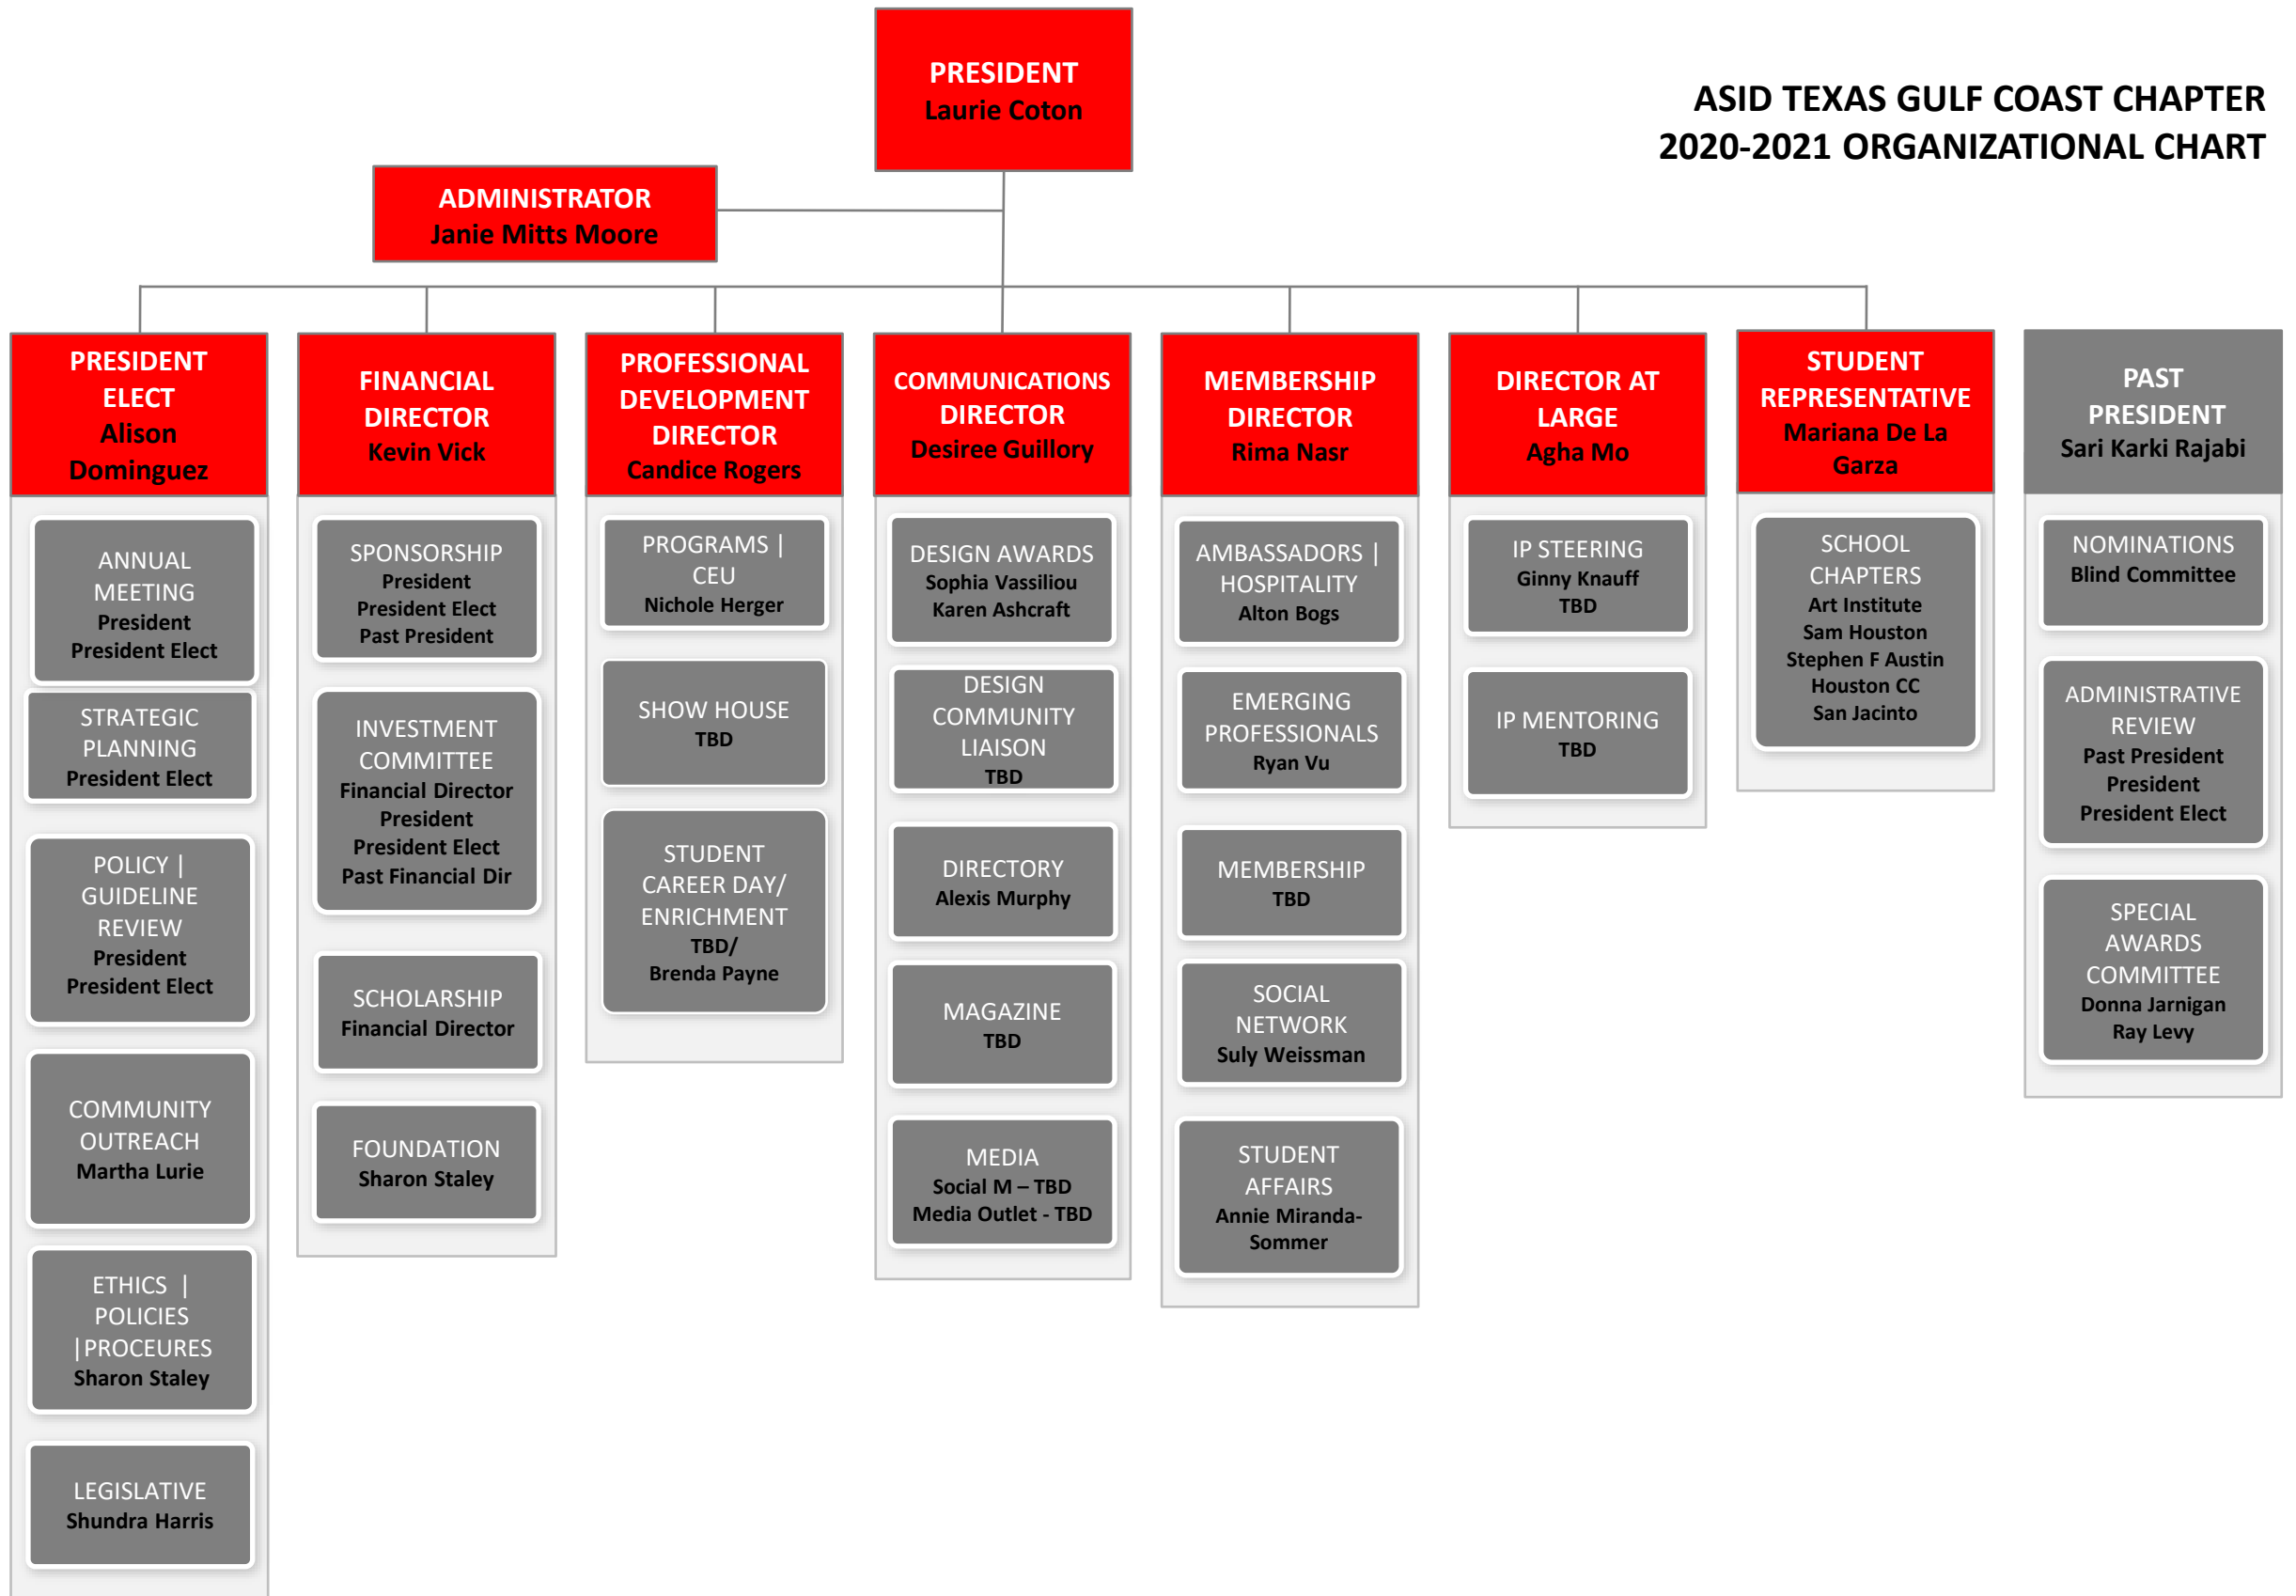 PRESIDENT
Laurie Coton
ASID TEXAS GULF COAST CHAPTER
2020-2021 ORGANIZATIONAL CHART
ADMINISTRATOR
Janie Mitts Moore
PRESIDENT
ELECT
Alison
Dominguez
ANNUAL
MEETING
President
President Elect
STRATEGIC
PLANNING
President Elect
POLICY |
GUIDELINE
REVIEW
President
President Elect
COMMUNITY
OUTREACH
Martha Lurie
ETHICS |
POLICIES
|PROCEURES
Sharon Staley
LEGISLATIVE
Shundra Harris
FINANCIAL
DIRECTOR
Kevin Vick
SPONSORSHIP
President
President Elect
Past President
INVESTMENT
COMMITTEE
Financial Director
President
President Elect
Past Financial Dir
SCHOLARSHIP
Financial Director
FOUNDATION
Sharon Staley
PROFESSIONAL
DEVELOPMENT
DIRECTOR
Candice Rogers
PROGRAMS |
CEU
Nichole Herger
SHOW HOUSE
TBD
STUDENT
CAREER DAY/
ENRICHMENT
TBD/
Brenda Payne
COMMUNICATIONS
DIRECTOR
Desiree Guillory
DESIGN AWARDS
Sophia Vassiliou
Karen Ashcraft
DESIGN
COMMUNITY
LIAISON
TBD
DIRECTORY
Alexis Murphy
MAGAZINE
TBD
MEDIA
Social M – TBD
Media Outlet - TBD
MEMBERSHIP
DIRECTOR
Rima Nasr
AMBASSADORS |
HOSPITALITY
Alton Bogs
EMERGING
PROFESSIONALS
Ryan Vu
MEMBERSHIP
TBD
SOCIAL
NETWORK
Suly Weissman
STUDENT
AFFAIRS
Annie Miranda-
Sommer
DIRECTOR AT
LARGE
Agha Mo
IP STEERING
Ginny Knauff
TBD
IP MENTORING
TBD
STUDENT
REPRESENTATIVE
Mariana De La
Garza
SCHOOL
CHAPTERS
Art Institute
Sam Houston
Stephen F Austin
Houston CC
San Jacinto
PAST
PRESIDENT
Sari Karki Rajabi
NOMINATIONS
Blind Committee
ADMINISTRATIVE
REVIEW
Past President
President
President Elect
SPECIAL
AWARDS
COMMITTEE
Donna Jarnigan
Ray Levy